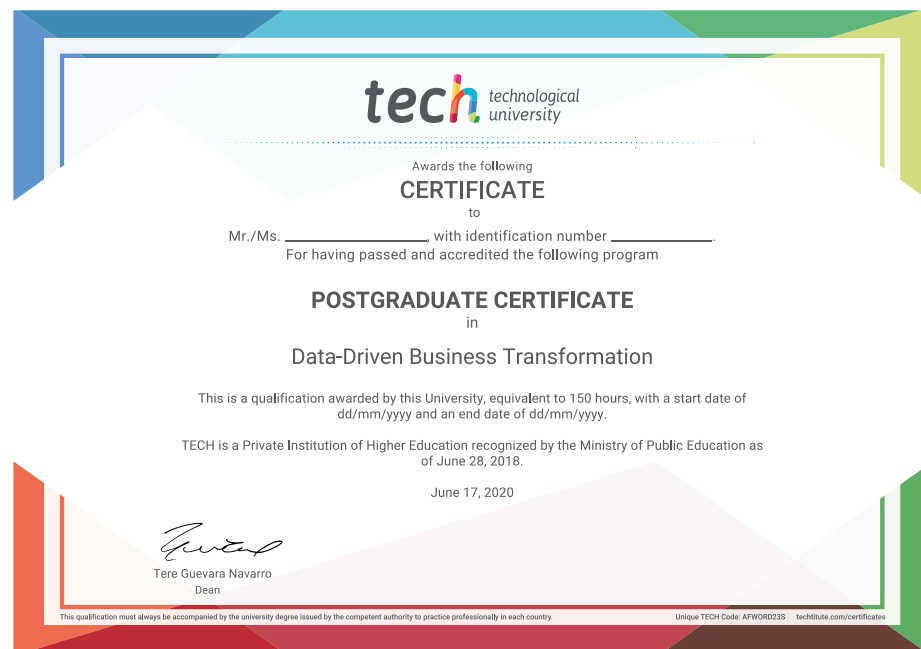 tech technological
university
Awards the following
CERTIFICATE
to
Mr./Ms. __________________, with identification number _____________.
For having passed and accredited the following program
POSTGRADUATE CERTIFICATE
in
Data-Driven Business Transformation
This is a qualification awarded by this University, equivalent to 150 hours, with a start date of
dd/mm/yyyy and an end date of dd/mm/yyyy.
TECH is a Private Institution of Higher Education recognized by the Ministry of Public Education as
of June 28, 2018.
June 17, 2020
Tere Guevara Navarro
Dean
This qualification must always be accompanied by the university degree issued by the competent authority to practice professionally in each country.
Unique TECH Code: AFWORD23S techtitute.com/certificates